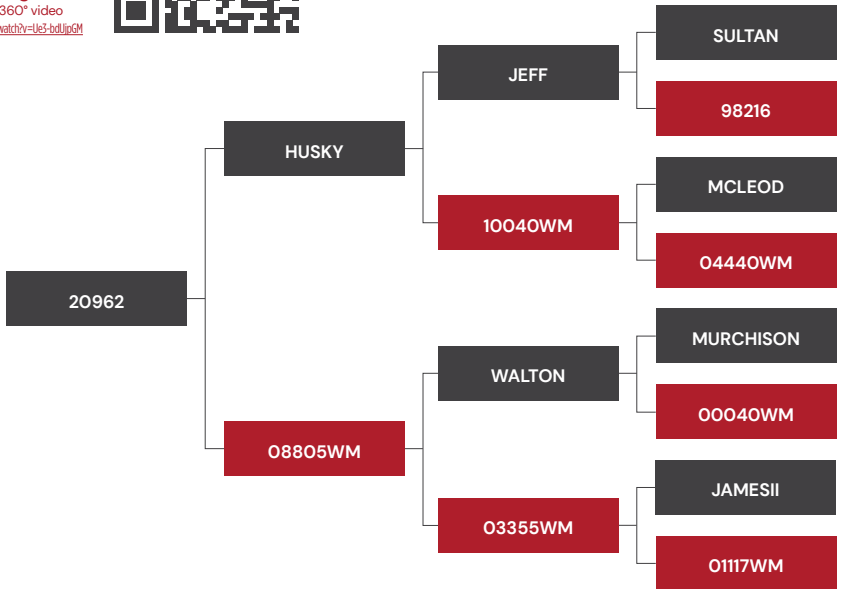 360° video
watch?v=Ue3-bdUjpGM
SULTAN
JEFF
98216
HUSKY
MCLEOD
10040WM
04440WM
20962
MURCHISON
WALTON
00040WM
08805WM
JAMESII
03355WM
01117WM